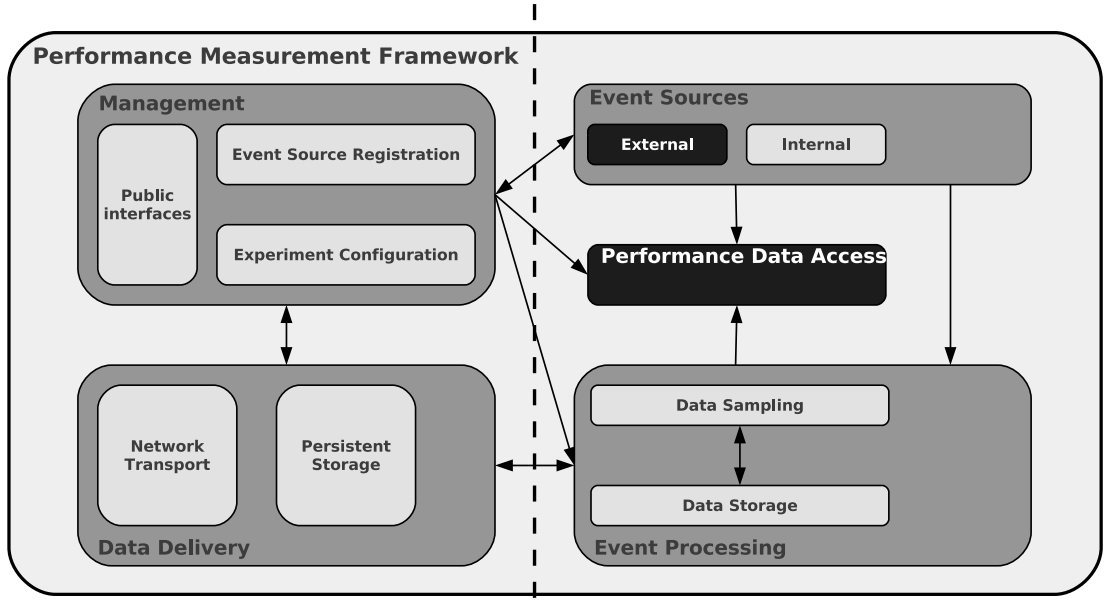 Performance Measurement Framework
Management
Public
interfaces
Event Source Registration
Experiment Configuration
Event Sources
External
Internal
Performance Data Access
Network
Transport
Persistent
Storage
Data Delivery
Data Sampling
Data Storage
Event Processing